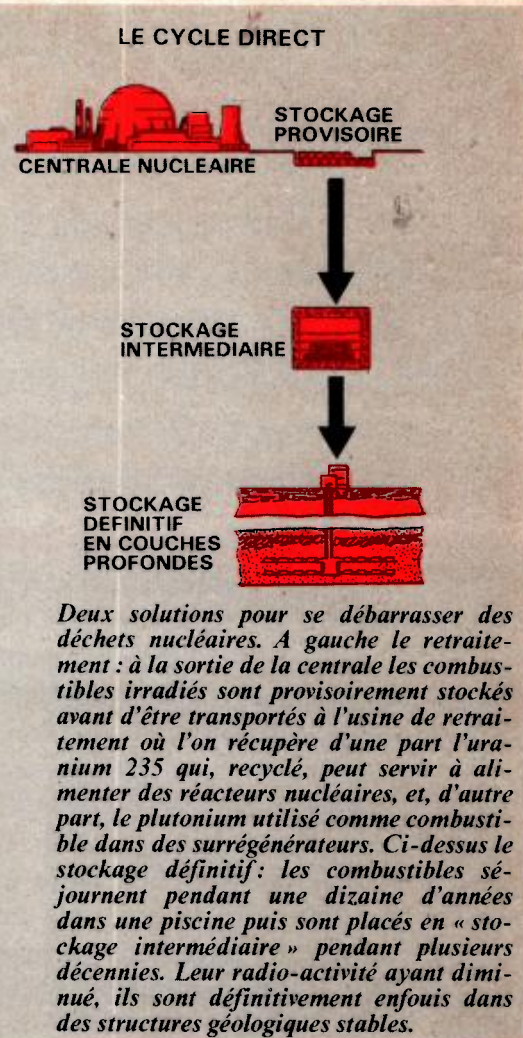 LE CYCLE DIRECT
STOCKAGE
PROVISOIRE
CENTRALE NUCLEAIRE
STOCKAGE
INTERMEDIAIRE
STOCKAGE
DEFINITIF
EN COUCHES
PROFONDES
Deux solutions pour se débarrasser des
déchets nucléaires. A gauche le retraite-
ment : à la sortie de la centrale les combus-
tibles irradiés sont provisoirement stockés
avant d'être transportés à l'usine de retrai-
tement où l'on récupère d'une part l'ura-
nium 235 qui, recyclé, peut servir à ali-
menter des réacteurs nucléaires, et, d'autre
part, le plutonium utilisé comme combusti-
ble dans des surrégénérateurs. Ci-dessus le
stockage définitif: les combustibles sé-
journent pendant une dizaine d'années
dans une piscine puis sont placés en « sto-
ckage intermédiaire » pendant plusieurs
décennies. Leur radio-activité ayant dimi-
nué, ils sont définitivement enfouis dans
des structures géologiques stables.